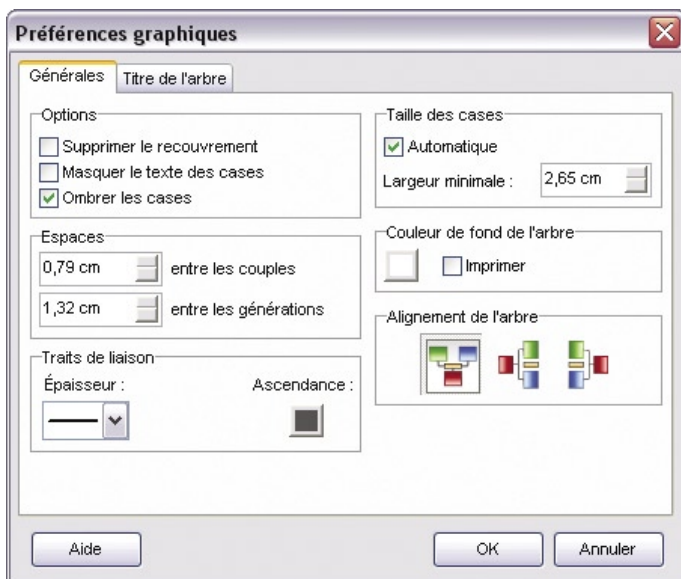 Préférences graphiques
Générales
Titre de l'arbre
Options
Supprimer le recouvrement
Masquer le texte des cases
Ombrer les cases
Espaces
0,79 cm entre les couples
1,32 cm entre les générations
Traits de liaison
Épaisseur :
Ascendance :
Taille des cases
Automatique
Largeur minimale : 2,65 cm
Couleur de fond de l'arbre
Imprimer
Alignement de l'arbre
Aide
OK
Annuler